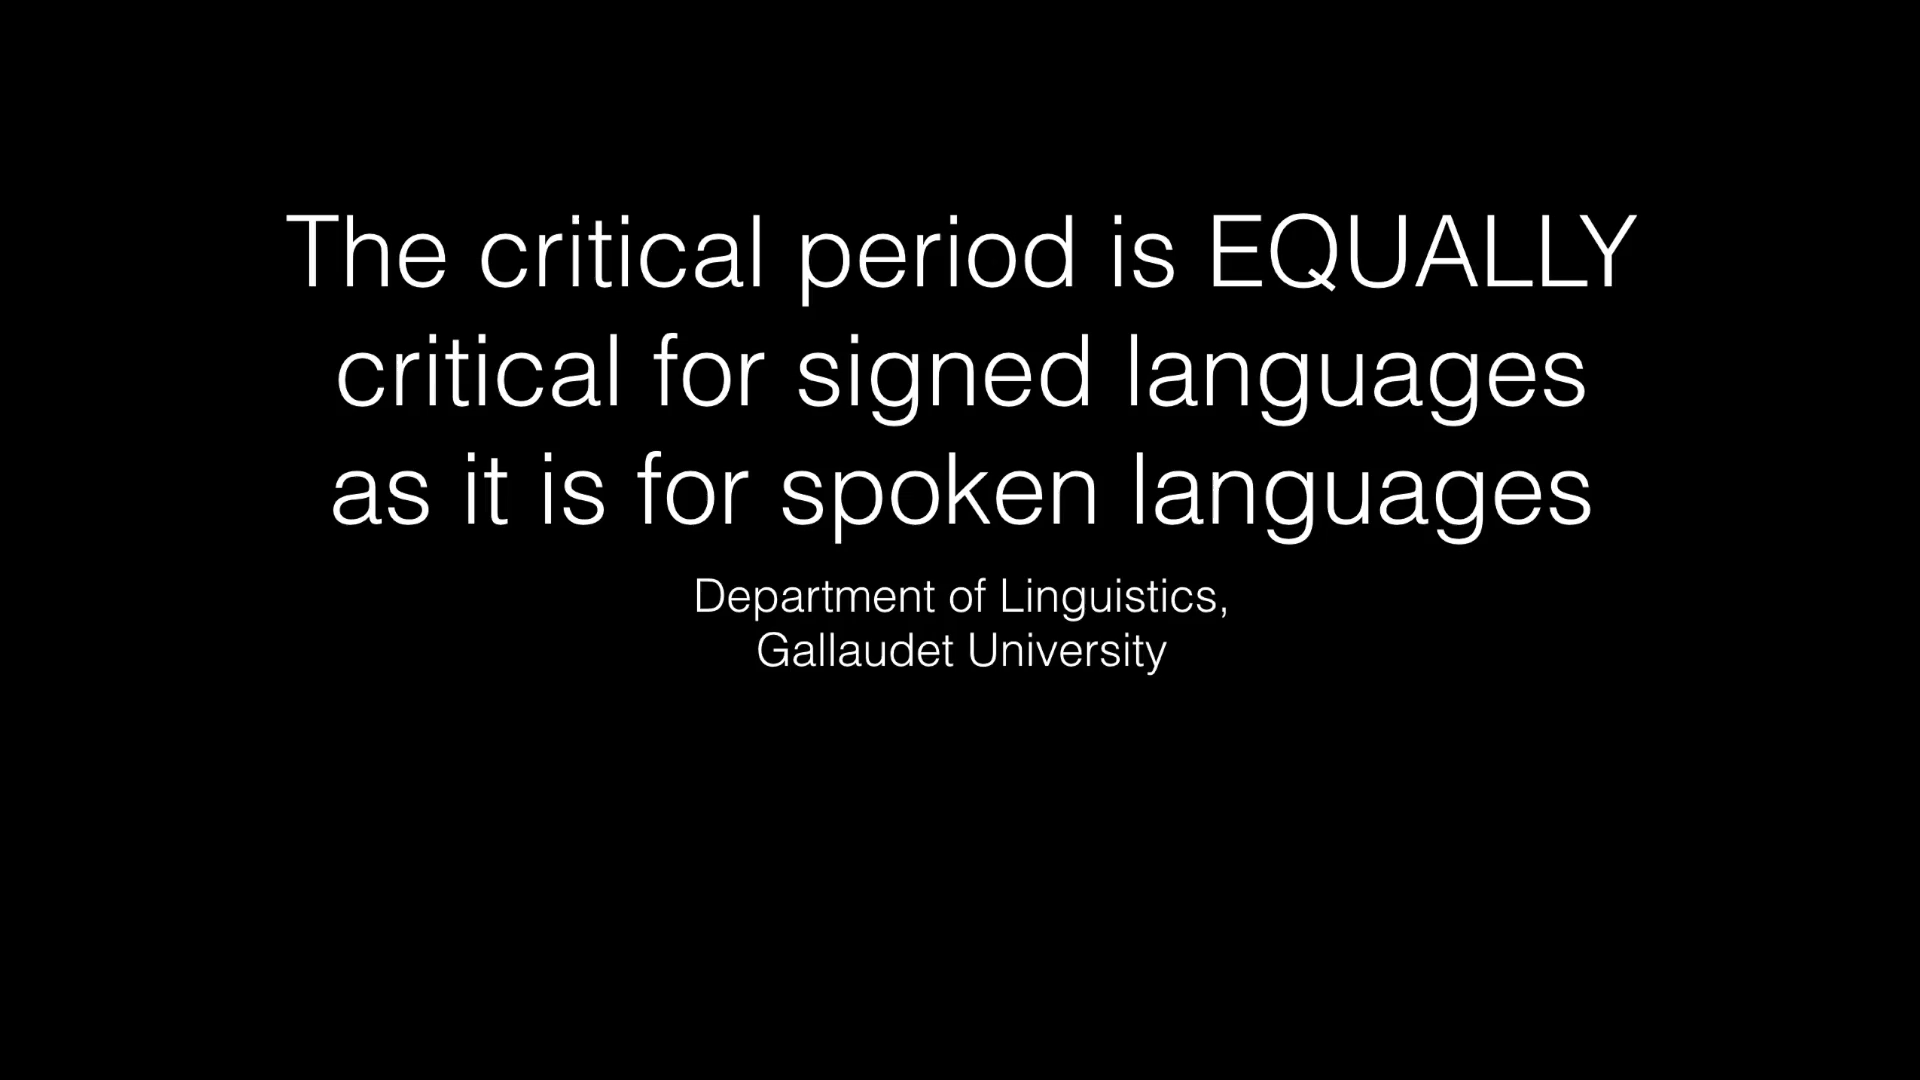 The critical period is EQUALLY
critical for signed languages
as it is for spoken languages
Department of Linguistics,
Gallaudet University